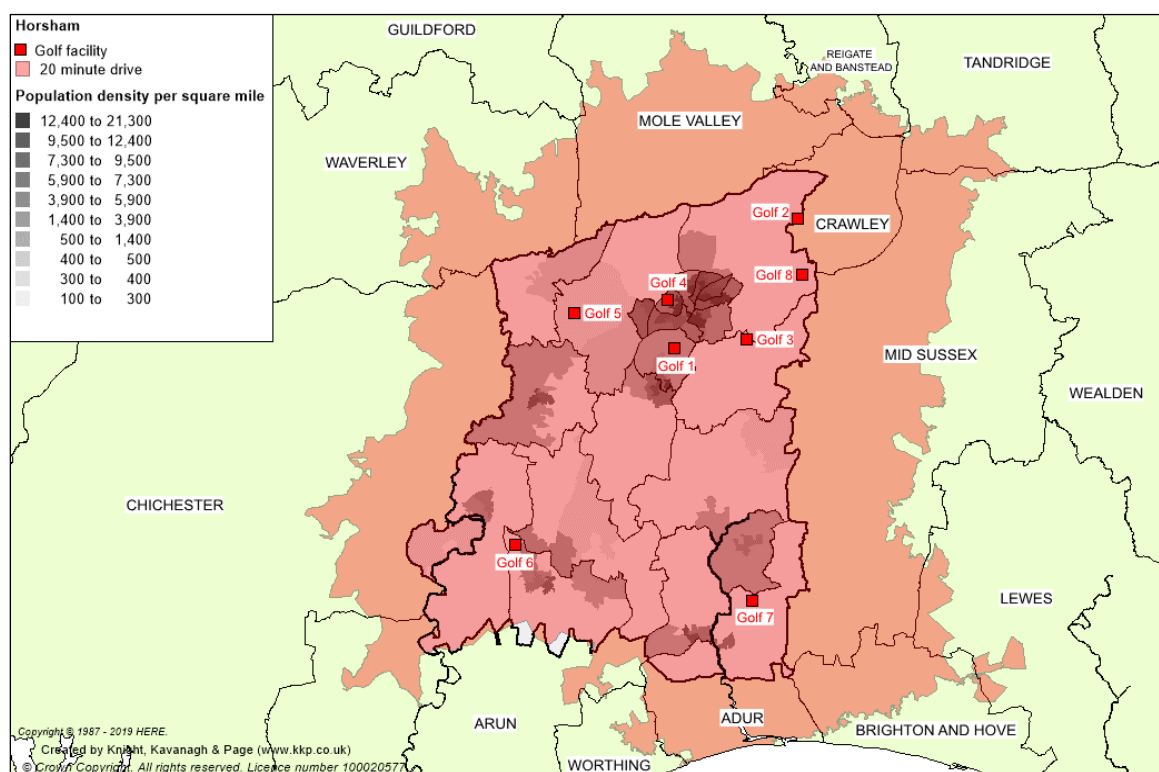 Horsham
Golf facility
20 minute drive
Population density per square mile
12,400 to 21,300
9,500 to 12,400
7,300 to 9,500
5,900 to 7,300
3,900 to 5,900
1,400 to 3,900
500 to 1,400
400 to 500
300 to 400
100 to 300
GUILDFORD
REIGATE
AND BANSTEAD
TANDRIDGE
MOLE VALLEY
WAVERLEY
Golf 2
CRAWLEY
Golf 8
Golf 4
Golf 5
Golf 3
MID SUSSEX
Golf 1
WEALDEN
CHICHESTER
Golf 6
LEWES
Golf 7
ARUN
ADUR
BRIGHTON AND HOVE
WORTHING
Copyright © 1987 - 2019 HERE.
Created by Knight, Kavanagh & Page (www.kkp.co.uk)
© Crown Copyright. All rights reserved. Licence number 100020577